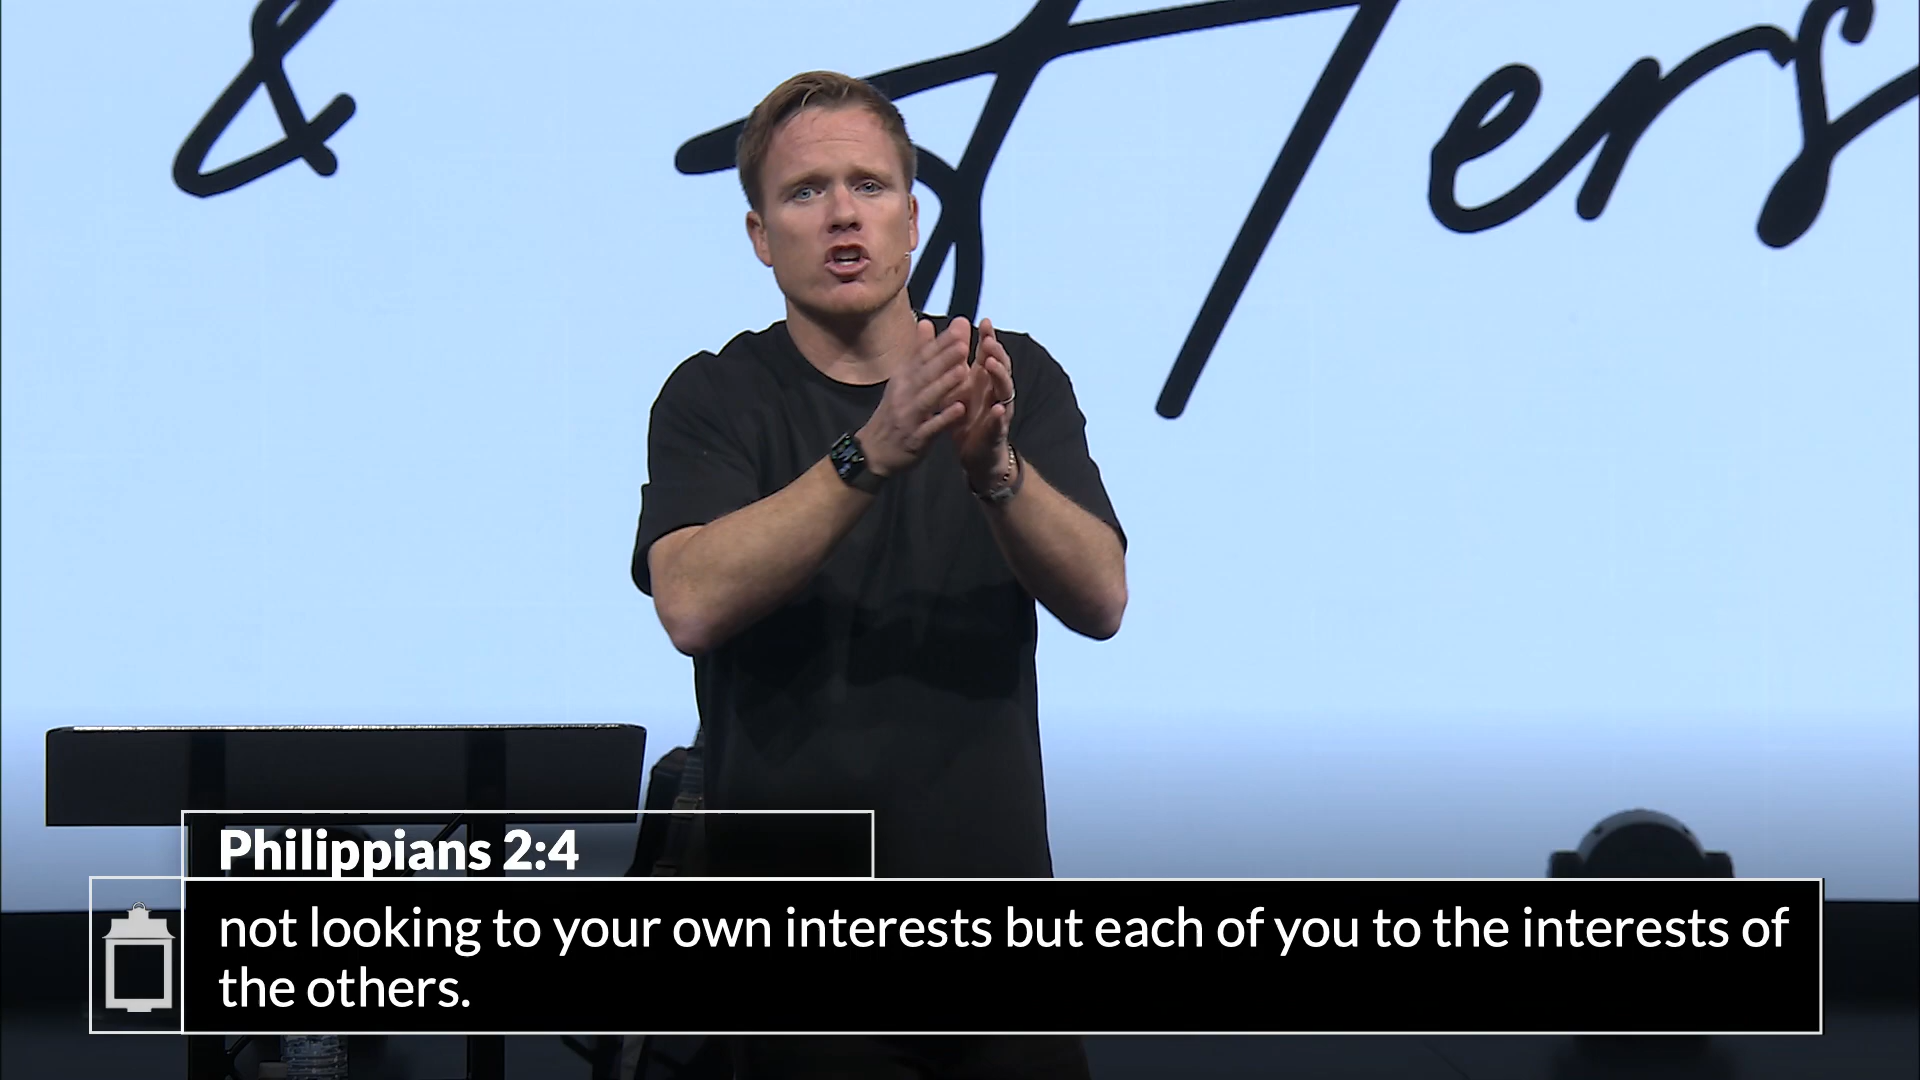 & Hers
Philippians 2:4
not looking to your own interests but each of you to the interests of
the others.